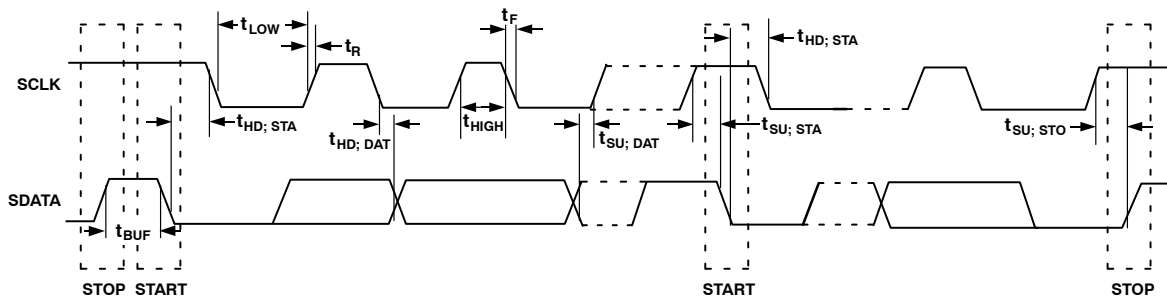 tLOW
tR
tF
tHD; STA
SCLK
tHD; STA
tHD; DAT
tHIGH
tSU; DAT
tSU; STA
tSU; STO
SDATA
tBUF
STOP START START STOP